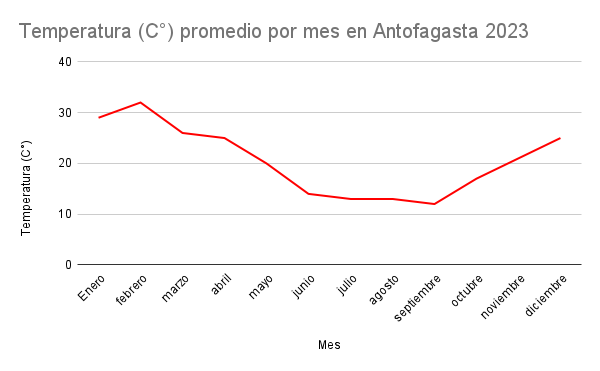 Temperatura (C°) promedio por mes en Antofagasta 2023
40
30
20
10
0
Temperatura (C°)
Enero
febrero
marzo
abril
mayo
junio
julio
agosto
septiembre
octubre
noviembre
diciembre
Mes